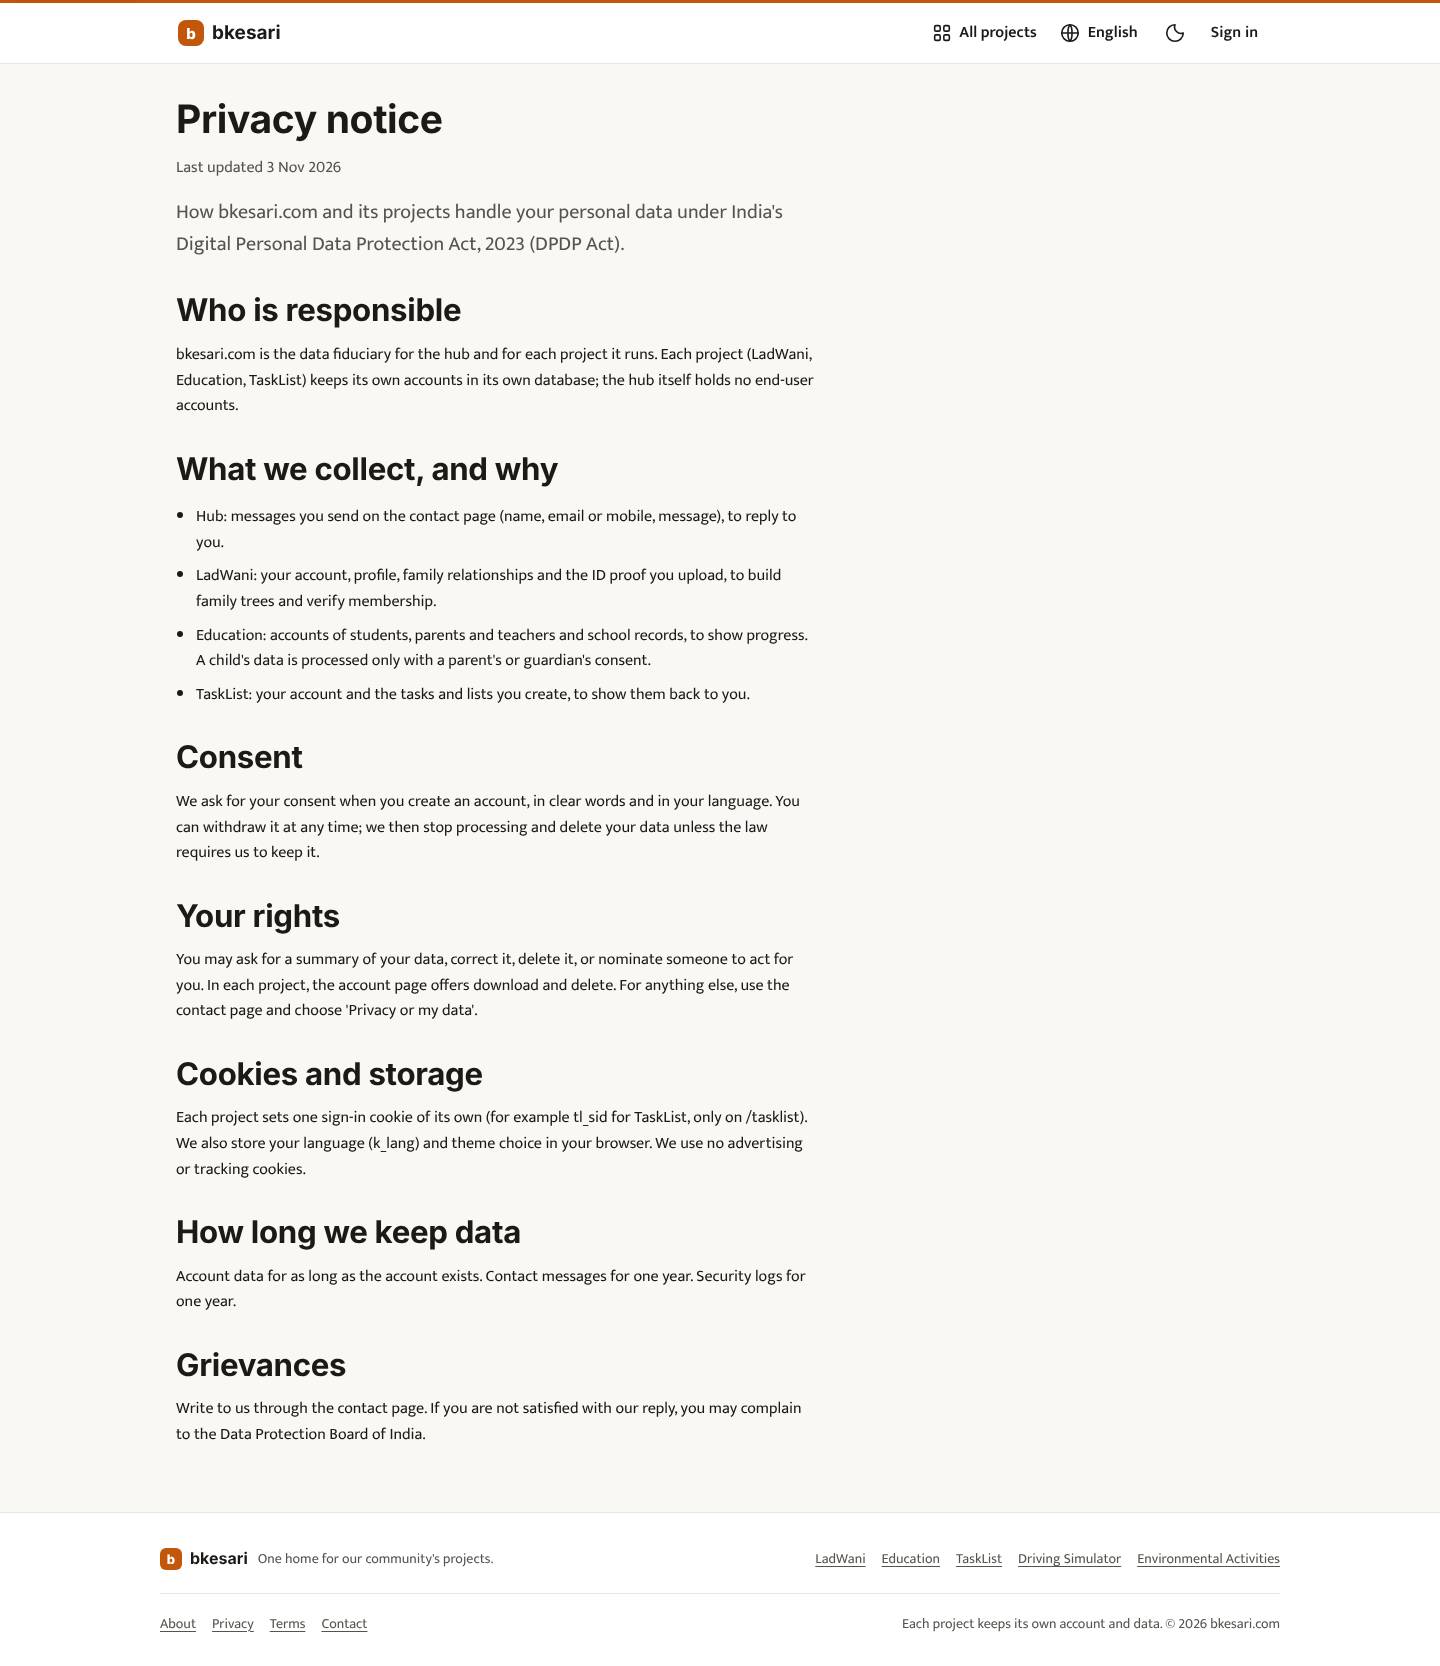 b bkesari
All projects English Sign in
Privacy notice
Last updated 3 Nov 2026
How bkesari.com and its projects handle your personal data under India's
Digital Personal Data Protection Act, 2023 (DPDP Act).
Who is responsible
bkesari.com is the data fiduciary for the hub and for each project it runs. Each project (LadWani,
Education, TaskList) keeps its own accounts in its own database; the hub itself holds no end-user
accounts.
What we collect, and why
• Hub: messages you send on the contact page (name, email or mobile, message), to reply to
you.
• LadWani: your account, profile, family relationships and the ID proof you upload, to build
family trees and verify membership.
• Education: accounts of students, parents and teachers and school records, to show progress.
A child's data is processed only with a parent's or guardian's consent.
• TaskList: your account and the tasks and lists you create, to show them back to you.
Consent
We ask for your consent when you create an account, in clear words and in your language. You
can withdraw it at any time; we then stop processing and delete your data unless the law
requires us to keep it.
Your rights
You may ask for a summary of your data, correct it, delete it, or nominate someone to act for
you. In each project, the account page offers download and delete. For anything else, use the
contact page and choose 'Privacy or my data'.
Cookies and storage
Each project sets one sign-in cookie of its own (for example tl_sid for TaskList, only on /tasklist).
We also store your language (k_lang) and theme choice in your browser. We use no advertising
or tracking cookies.
How long we keep data
Account data for as long as the account exists. Contact messages for one year. Security logs for
one year.
Grievances
Write to us through the contact page. If you are not satisfied with our reply, you may complain
to the Data Protection Board of India.
b bkesari One home for our community's projects.
LadWani Education TaskList Driving Simulator Environmental Activities
About Privacy Terms Contact
Each project keeps its own account and data. © 2026 bkesari.com